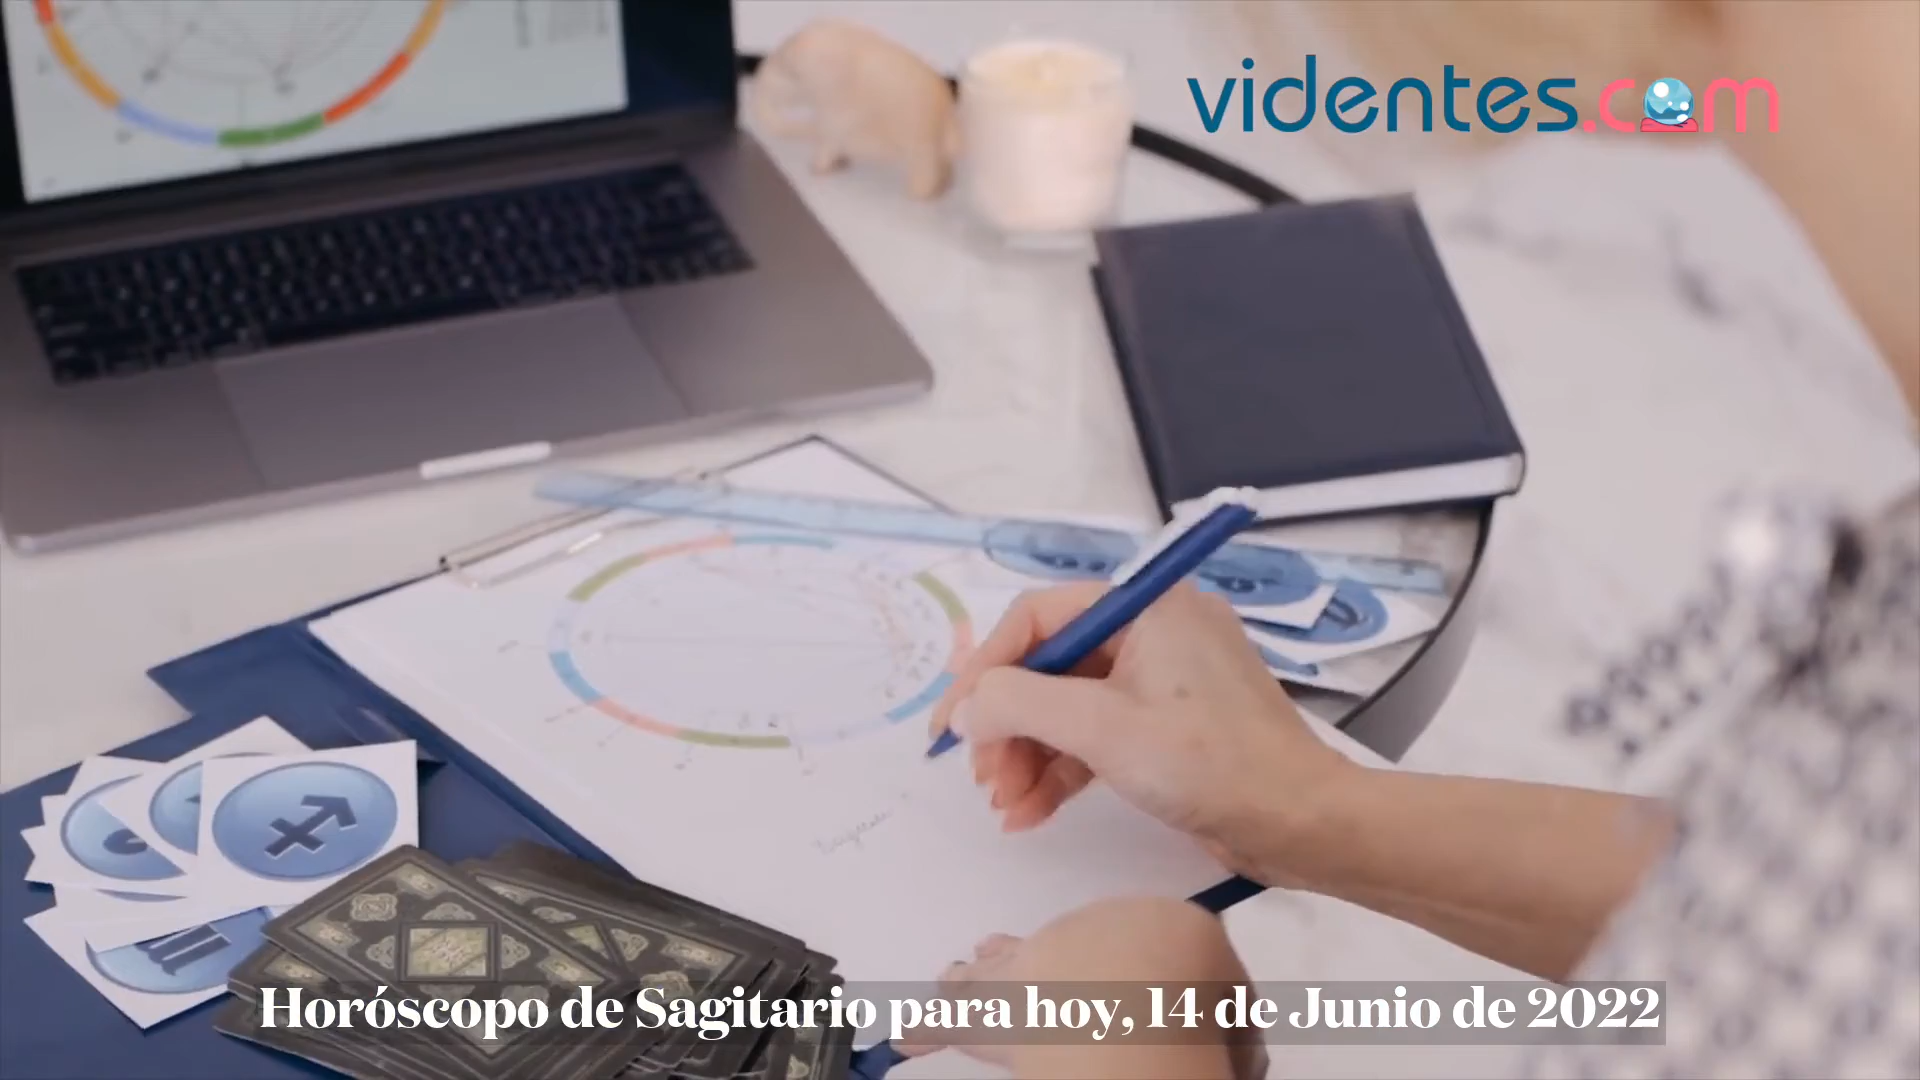 videntes.com
Horóscopo de Sagitario para hoy, 14 de Junio de 2022